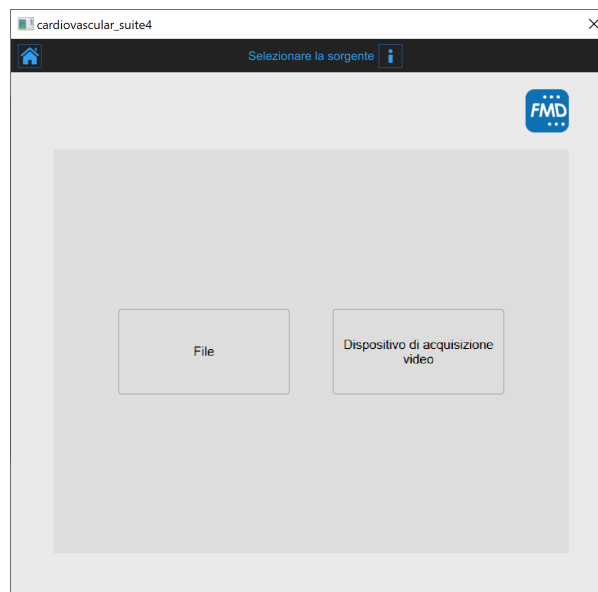 cardiovascular_suite4
Selezionare la sorgente
FMD
File
Dispositivo di acquisizione
video